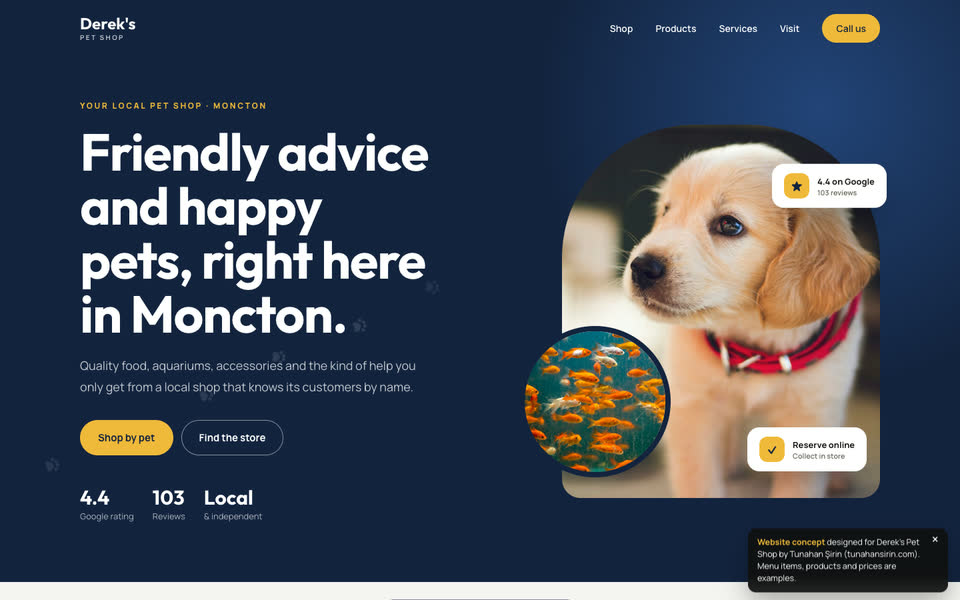 Derek's
PET SHOP
Shop
Products
Services
Visit
Call us
YOUR LOCAL PET SHOP · MONCTON
Friendly advice
and happy
pets, right here
in Moncton.
Quality food, aquariums, accessories and the kind of help you
only get from a local shop that knows its customers by name.
Shop by pet
Find the store
4.4
Google rating
103
Reviews
Local
& independent
4.4 on Google
103 reviews
Reserve online
Collect in store
Website concept designed for Derek's Pet
Shop by Tunahan Şirin (tunahansirin.com).
Menu items, products and prices are
examples.
×